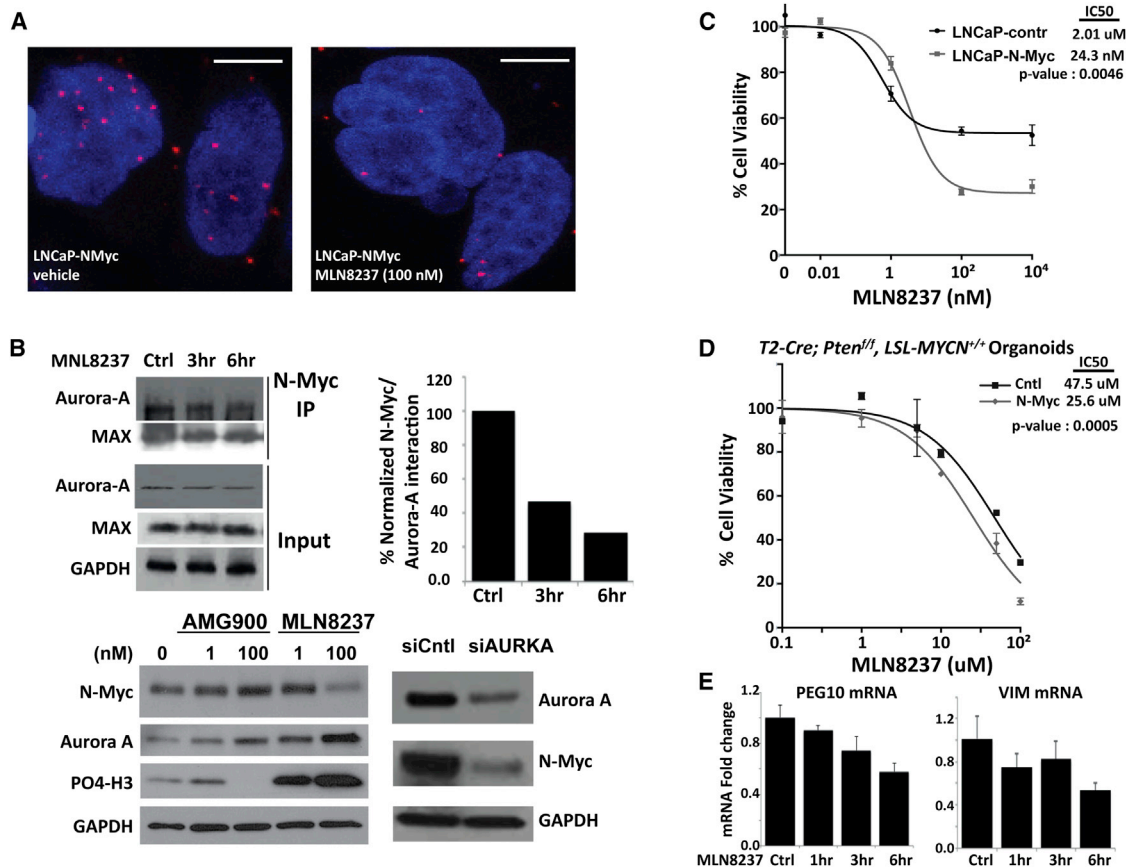 A
LNCaP-NMyc
vehicle
LNCaP-NMyc
MLN8237 (100 nM)
B
MNL8237 Ctrl 3hr 6hr
Aurora-A
MAX
N-Myc
IP
Aurora-A
MAX
GAPDH
Input
% Normalized N-Myc/
Aurora-A interaction
120
100
80
60
40
20
0.0
Ctrl 3hr 6hr
AMG900 MLN8237
(nM) 0 1 100 1 100
N-Myc
Aurora A
PO4-H3
GAPDH
siCntl siAURKA
Aurora A
N-Myc
GAPDH
C
IC50
LNCaP-contr 2.01 uM
LNCaP-N-Myc 24.3 nM
p-value : 0.0046
% Cell Viability
100
80
60
40
20
0
0 0.01 1 10² 10⁴
MLN8237 (nM)
D
T2-Cre; Pten^f/f, LSL-MYCN^+/+ Organoids
IC50
Cntl 47.5 uM
N-Myc 25.6 uM
p-value : 0.0005
% Cell Viability
100
80
60
40
20
0
0.1 1 10 10²
MLN8237 (uM)
E
PEG10 mRNA
mRNA Fold change
1.2
0.8
0.4
0.0
MLN8237 Ctrl 1hr 3hr 6hr
VIM mRNA
1.2
0.8
0.4
0
Ctrl 1hr 3hr 6hr